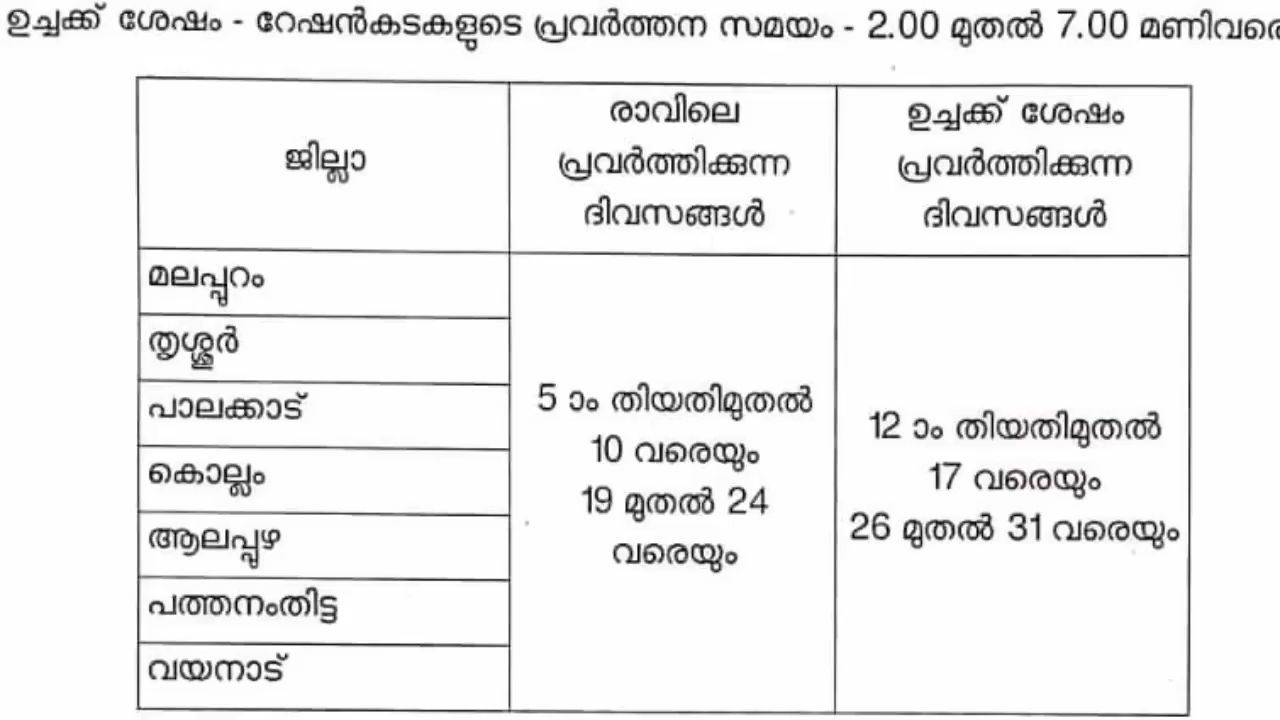 ഉച്ചക്ക് ശേഷം - റേഷൻകടകളുടെ പ്രവർത്തന സമയം - 2.00 മുതൽ 7.00 മണിവരെ
ജില്ലാ
രാവിലെ
പ്രവർത്തിക്കുന്ന
ദിവസങ്ങൾ
ഉച്ചക്ക് ശേഷം
പ്രവർത്തിക്കുന്ന
ദിവസങ്ങൾ
മലപ്പുറം
തൃശ്ശൂർ
പാലക്കാട്
കൊല്ലം
ആലപ്പുഴ
പത്തനംതിട്ട
വയനാട്
5 ാം തിയതിമുതൽ
10 വരെയും
19 മുതൽ 24
വരെയും
12 ാം തിയതിമുതൽ
17 വരെയും
26 മുതൽ 31 വരെയും